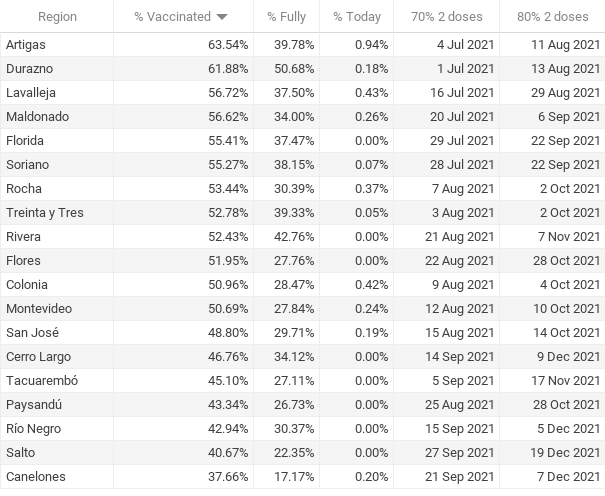 Region % Vaccinated % Fully % Today 70% 2 doses 80% 2 doses
Artigas 63.54% 39.78% 0.94% 4 Jul 2021 11 Aug 2021
Durazno 61.88% 50.68% 0.18% 1 Jul 2021 13 Aug 2021
Lavalleja 56.72% 37.50% 0.43% 16 Jul 2021 29 Aug 2021
Maldonado 56.62% 34.00% 0.26% 20 Jul 2021 6 Sep 2021
Florida 55.41% 37.47% 0.00% 29 Jul 2021 22 Sep 2021
Soriano 55.27% 38.15% 0.07% 28 Jul 2021 22 Sep 2021
Rocha 53.44% 30.39% 0.37% 7 Aug 2021 2 Oct 2021
Treinta y Tres 52.78% 39.33% 0.05% 3 Aug 2021 2 Oct 2021
Rivera 52.43% 42.76% 0.00% 21 Aug 2021 7 Nov 2021
Flores 51.95% 27.76% 0.00% 22 Aug 2021 28 Oct 2021
Colonia 50.96% 28.47% 0.42% 9 Aug 2021 4 Oct 2021
Montevideo 50.69% 27.84% 0.24% 12 Aug 2021 10 Oct 2021
San José 48.80% 29.71% 0.19% 15 Aug 2021 14 Oct 2021
Cerro Largo 46.76% 34.12% 0.00% 14 Sep 2021 9 Dec 2021
Tacuarembó 45.10% 27.11% 0.00% 5 Sep 2021 17 Nov 2021
Paysandú 43.34% 26.73% 0.00% 25 Aug 2021 28 Oct 2021
Río Negro 42.94% 30.37% 0.00% 15 Sep 2021 5 Dec 2021
Salto 40.67% 22.35% 0.00% 27 Sep 2021 19 Dec 2021
Canelones 37.66% 17.17% 0.20% 21 Sep 2021 7 Dec 2021